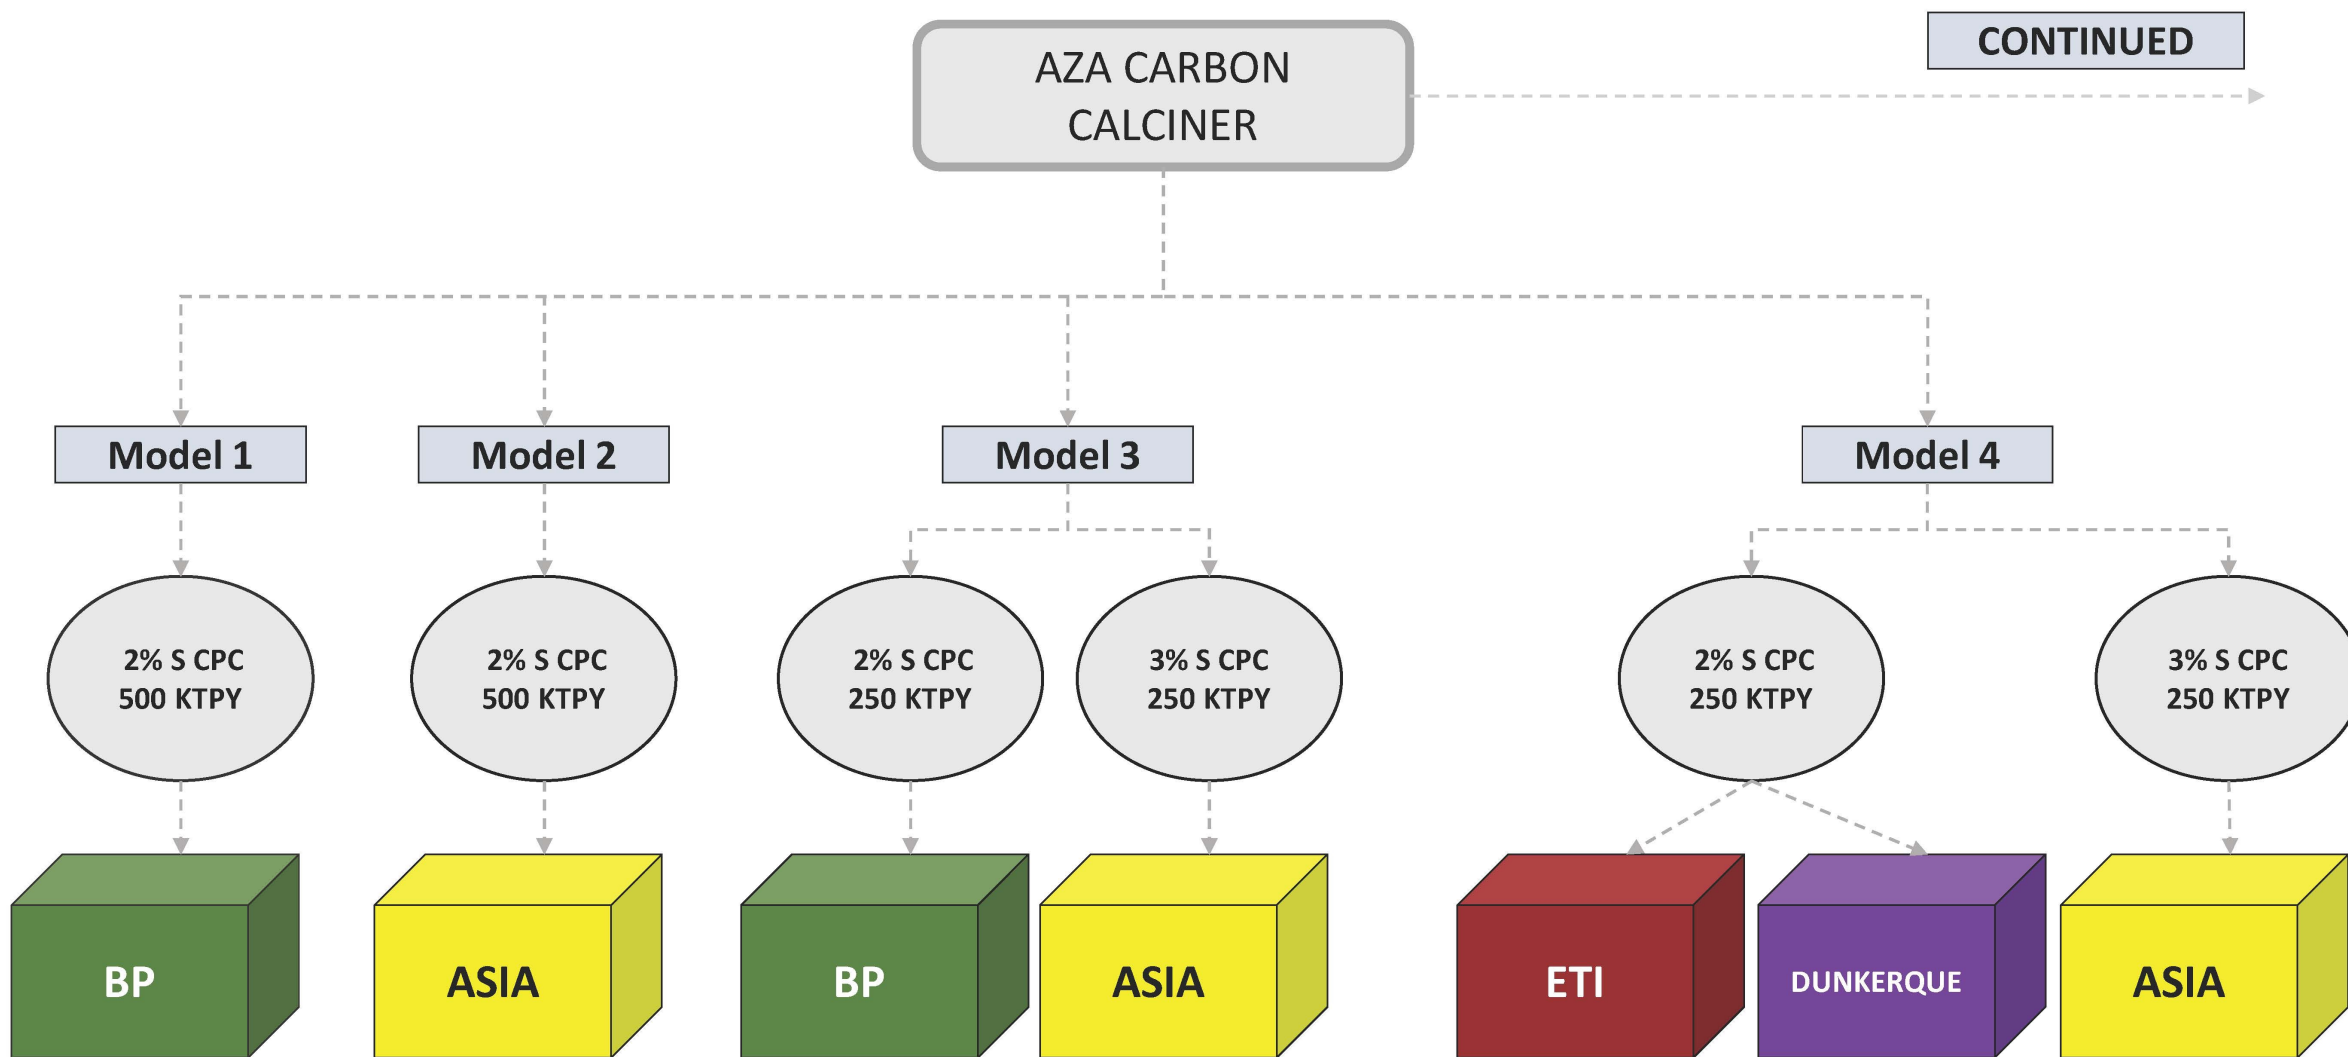 AZA CARBON
CALCINER
CONTINUED
Model 1
Model 2
Model 3
Model 4
2% S CPC
500 KTPY
2% S CPC
500 KTPY
2% S CPC
250 KTPY
3% S CPC
250 KTPY
2% S CPC
250 KTPY
3% S CPC
250 KTPY
BP
ASIA
BP
ASIA
ETI
DUNKERQUE
ASIA